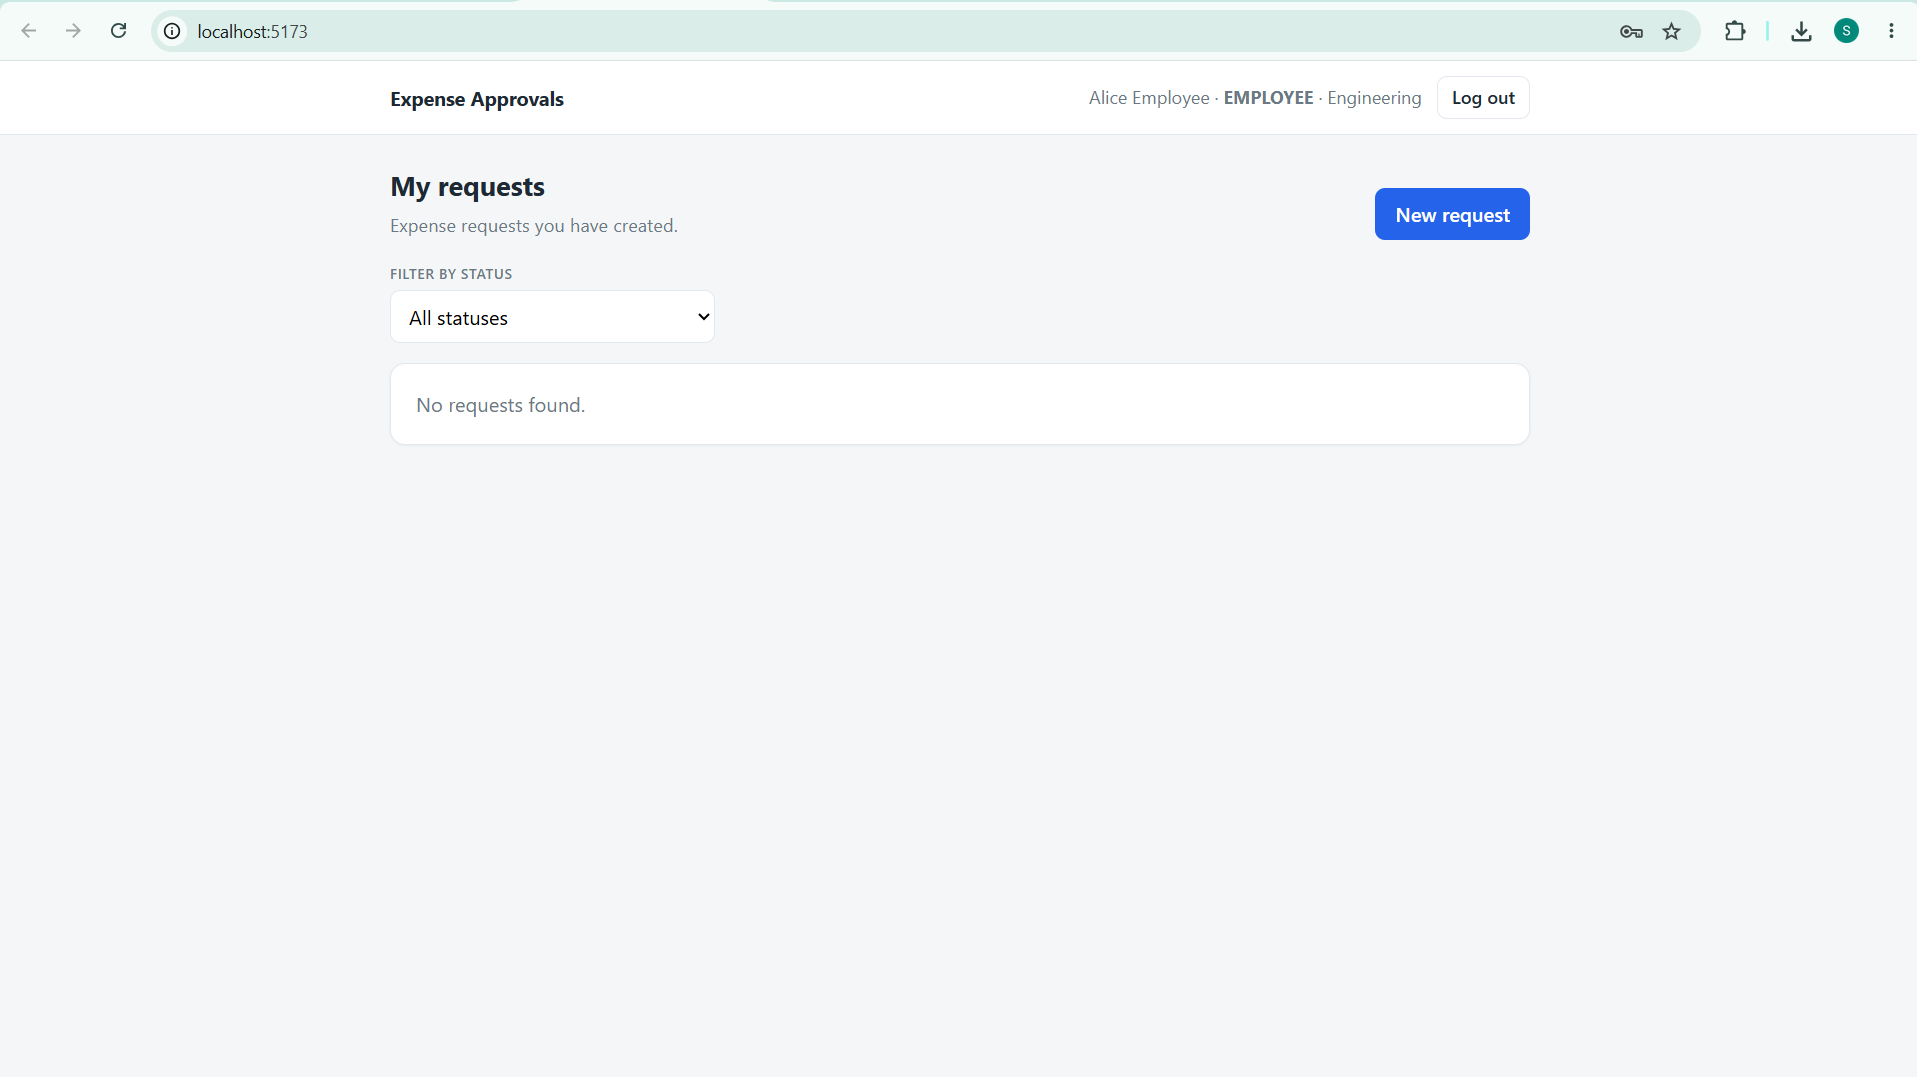 localhost:5173
S
Expense Approvals
Alice Employee · EMPLOYEE · Engineering
Log out
My requests
Expense requests you have created.
New request
FILTER BY STATUS
All statuses
No requests found.